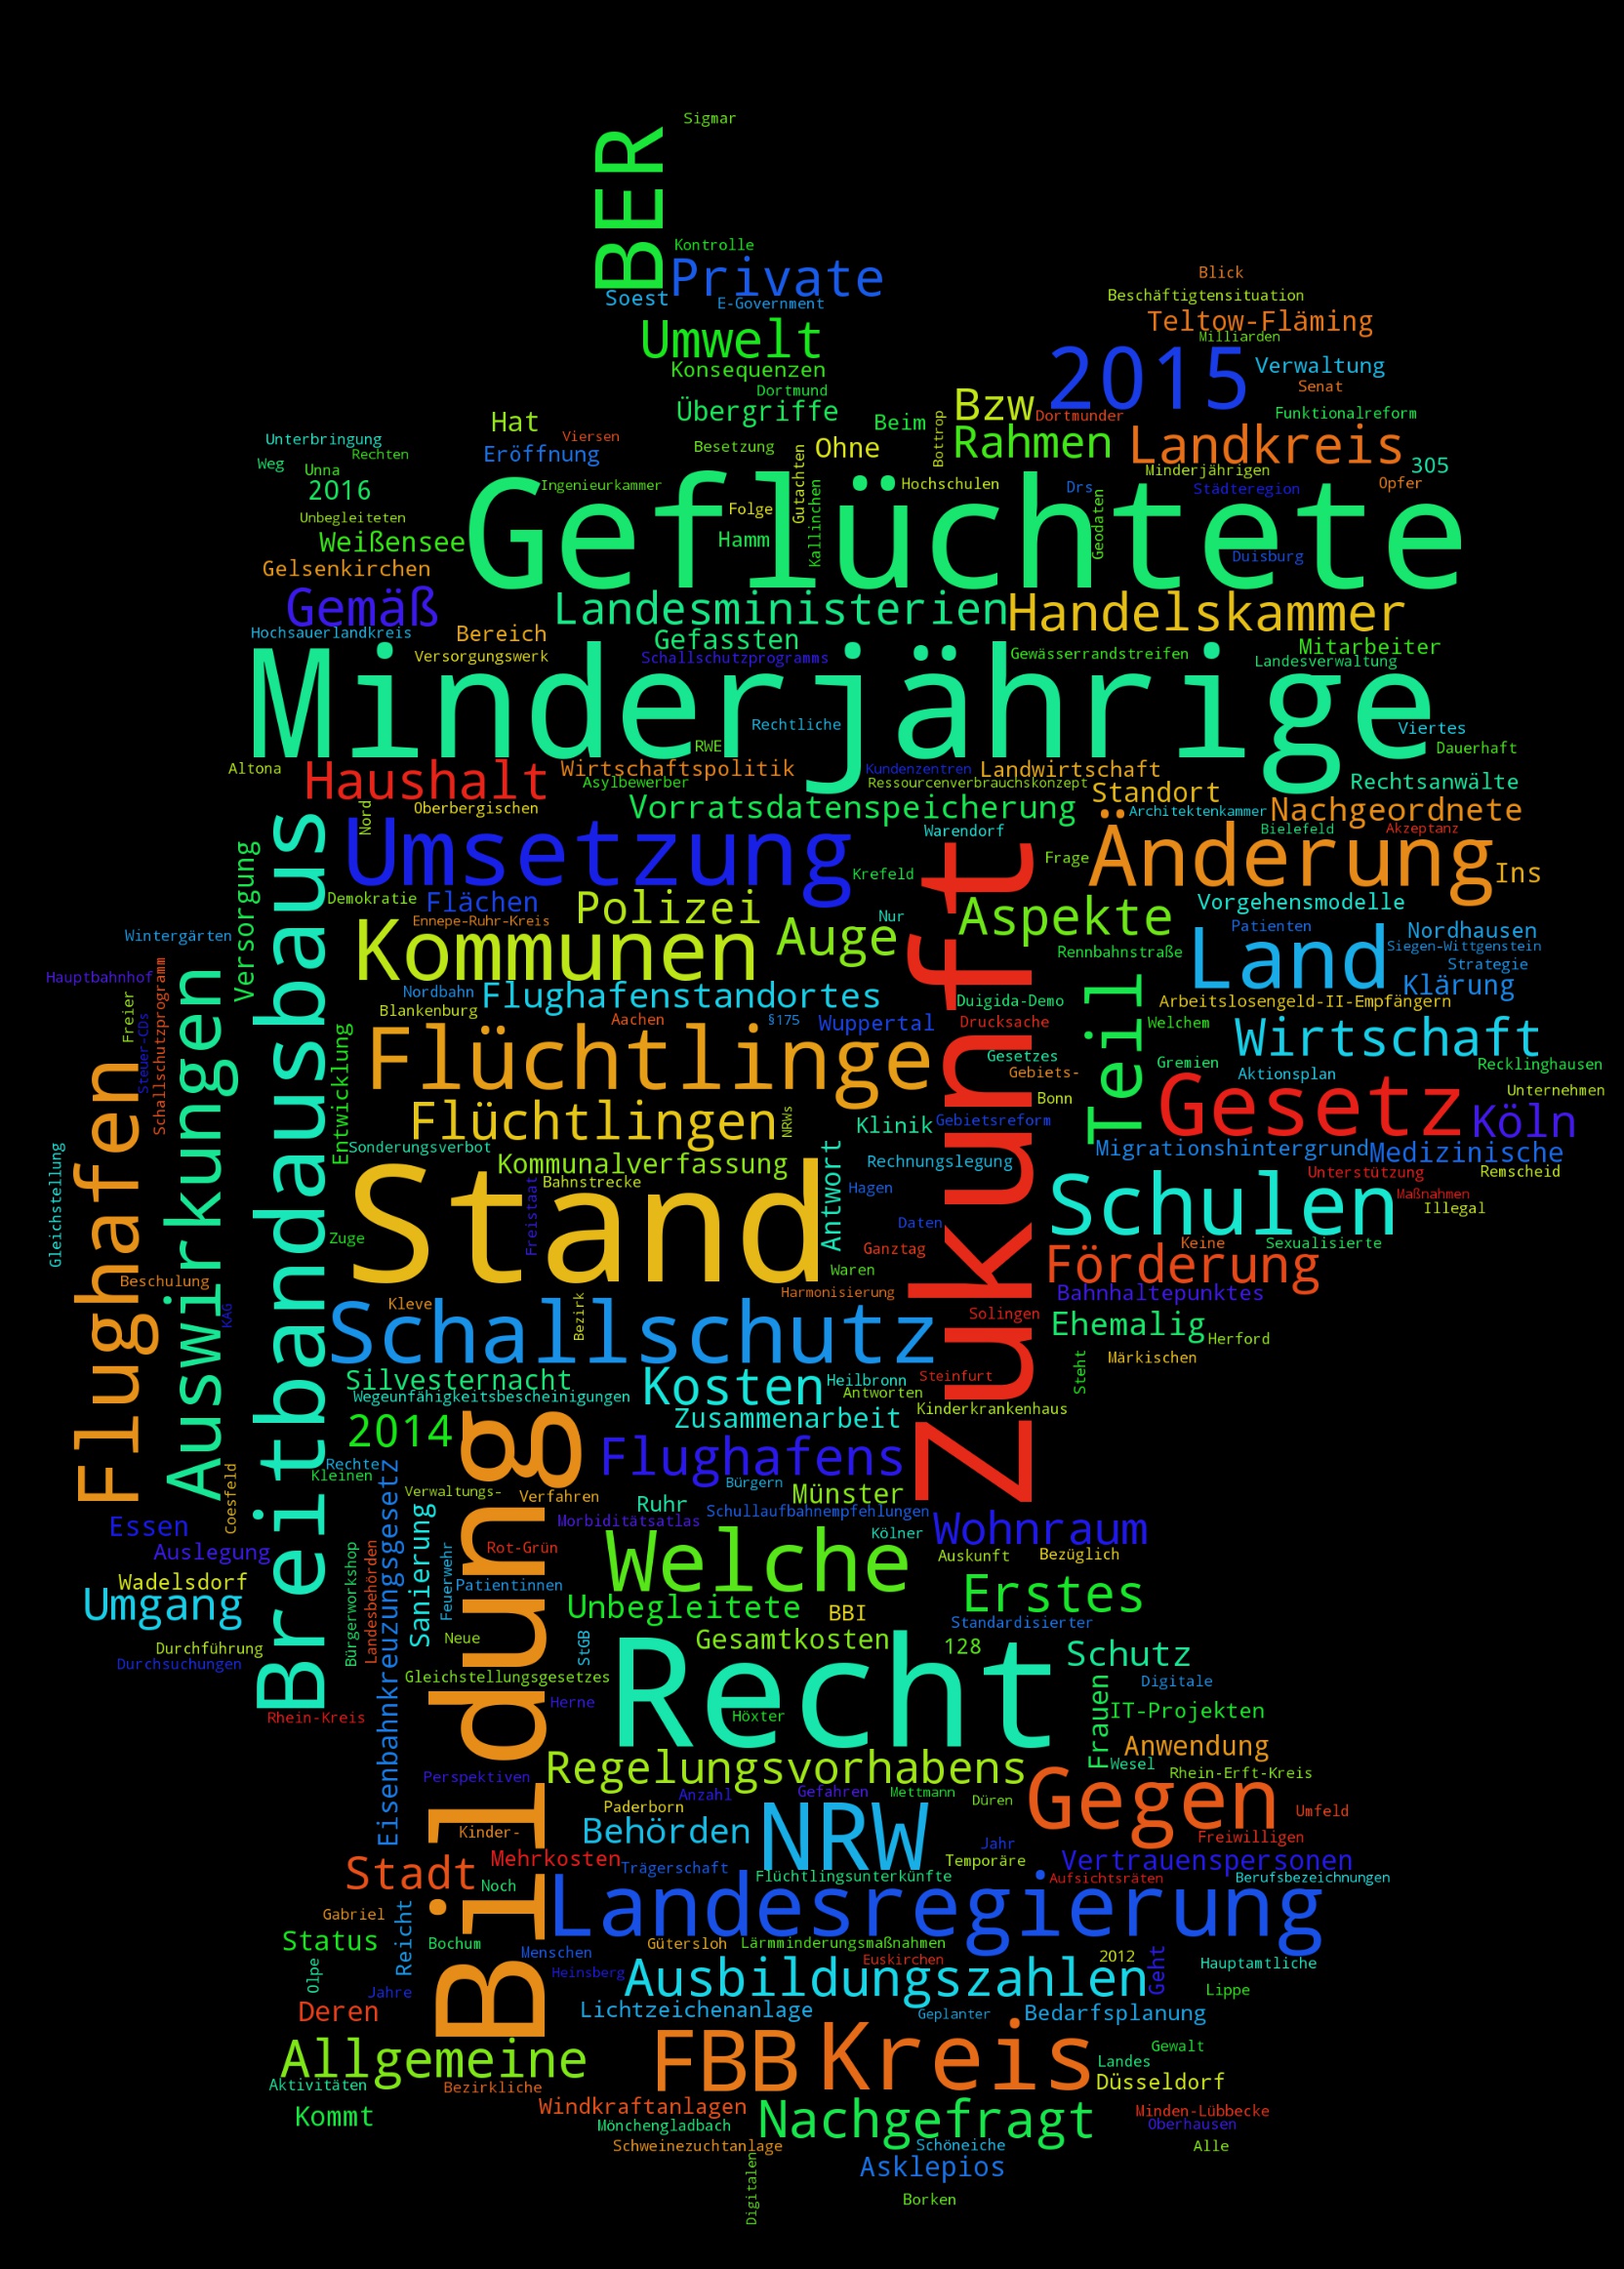 Sigmar
BER
Kontrolle
Private
Soest
E-Government
Umwelt
Konsequenzen
Dortmund
Übergriffe
Blick
Beschäftigtensituation
Teltow-Fläming
Milliarden
2015
Verwaltung
Senat
Bzw
Dortmunder
Funktionalreform
Hat
Viersen
Beim
Bottrop
Unterbringung
Rechten
Eröffnung
Besetzung
Ohne
Rahmen
Landkreis
Weg
Unna
2016
Ingenieurkammer
Gutachten
Hochschulen
Minderjährigen
305
Drs
Städteregion
Opfer
Unbegleiteten
Geflüchtete
Folge
Kallinchen
Geodaten
Weißensee
Hamm
Duisburg
Gelsenkirchen
Gemäß
Landesministerien
Handelskammer
Hochsauerlandkreis
Bereich
Gefassten
Mitarbeiter
Versorgungswerk
Schallschutzprogramms
Gewässerrandstreifen
Landesverwaltung
Minderjährige
Rechtliche
Viertes
RWE
Dauerhaft
Altona
Haushalt
Wirtschaftspolitik
Kundenzentren
Landwirtschaft
Asylbewerber
Ressourcenverbrauchskonzept
Rechtsanwälte
Standort
Nord
Oberbergischen
Vorratsdatenspeicherung
Architektenkammer
Nachgeordnete
Umsetzung
Warendorf
Bielefeld
Akzeptanz
Änderung
Frage
Ins
Krefeld
Versorgung
Breitbandausbaus
Zukunft
Demokratie
Flächen
Polizei
Vorgehensmodelle
Ennepe-Ruhr-Kreis
Nur
Aspekte
Patienten
Kommunen
Auge
Land
Nordhausen
Wintergärten
Siegen-Wittgenstein
Rennbahnstraße
Strategie
Hauptbahnhof
Nordbahn
Flughafenstandortes
Teil
Klärung
Freier
Steuer-CDs
Schallschutzprogramm
Auswirkungen
Blankenburg
Duigida-Demo
Arbeitslosengeld-II-Empfängern
Aachen
§175
Wuppertal
Drucksache
Welchem
Wirtschaft
Entwicklung
Flüchtlinge
Gesetzes
Gremien
Recklinghausen
Flughafen
Gebiets-
Aktionsplan
Bonn
Gesetz
Unternehmen
Flüchtlingen
NRWs
Klinik
Gebietsreform
Köln
Gleichstellung
Sonderungsverbot
Kommunalverfassung
Antwort
Rechnungslegung
Migrationshintergrund
Medizinische
Stand
Bahnstrecke
Freistaat
Hagen
Schulen
Unterstützung
Remscheid
Maßnahmen
Illegal
Daten
Zuge
Ganztag
Keine
Sexualisierte
Waren
Förderung
Beschulung
Harmonisierung
Bahnhaltepunktes
KAG
Kleve
Bezirk
Schallschutz
Solingen
Ehemalig
Herford
Steht
Märkischen
Silvesternacht
Kosten
Heilbronn
Steinfurt
Wegeunfähigkeitsbescheinigungen
Antworten
Kinderkrankenhaus
2014
Bildung
Zusammenarbeit
Flughafens
Rechte
Kleinen
Eisenbahnkreuzungsgesetz
Coesfeld
Verwaltungs-
Verfahren
Bürgern
Münster
Ruhr
Essen
Sanierung
Morbiditätsatlas
Schullaufbahnempfehlungen
Wohnraum
Kölner
Auslegung
Bürgerworkshop
Landesbehörden
Feuerwehr
Rot-Grün
Welche
Auskunft
Bezüglich
Wadelsdorf
Patientinnen
Erstes
Umgang
Unbegleitete
BBI
Standardisierter
Durchführung
Neue
StGB
Gesamtkosten
128
Schutz
Durchsuchungen
Gleichstellungsgesetzes
Recht
Digitale
Frauen
Herne
Höxter
IT-Projekten
Rhein-Kreis
Anwendung
Regelungsvorhabens
Wesel
Perspektiven
Rhein-Erft-Kreis
Anzahl
Gefahren
Mettmann
Düren
Gegen
Paderborn
Umfeld
Kinder-
Behörden
NRW
Jahr
Freiwilligen
Stadt
Mehrkosten
Trägerschaft
Temporäre
Vertrauenspersonen
Noch
Flüchtlingsunterkünfte
Aufsichtsräten
Berufsbezeichnungen
Landesregierung
Gabriel
Reicht
Status
Bochum
Gütersloh
Lärmminderungsmaßnahmen
Menschen
Euskirchen
2012
Geht
Hauptamtliche
Olpe
Heinsberg
Ausbildungszahlen
Jahre
Lippe
Deren
Lichtzeichenanlage
Geplanter
Bedarfsplanung
Allgemeine
FBB
Kreis
Gewalt
Landes
Düsseldorf
Aktivitäten
Bezirkliche
Kommt
Windkraftanlagen
Minden-Lübbecke
Mönchengladbach
Nachgefragt
Oberhausen
Schweinezuchtanlage
Schöneiche
Alle
Asklepios
Digitalen
Borken